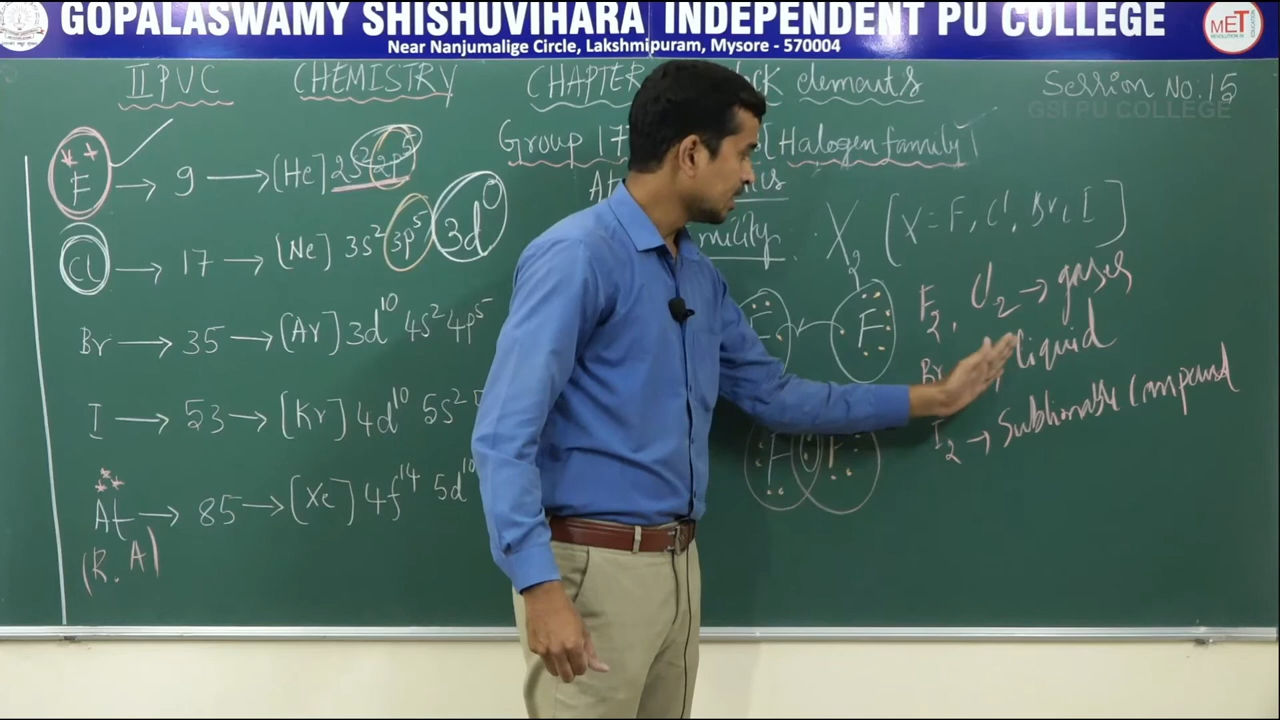 GOPALASWAMY SHISHUVIHARA INDEPENDENT PU COLLEGE
Near Nanjumalige Circle, Lakshmipuram, Mysore - 570004
MET
II PVC CHEMISTRY CHAPTER elements Session No:15
GSI PU COLLEGE
Group 17 [Halogen family]
F → 9 → [He] 2s² 2p⁵
X₂ [X=F, Cl, Br, I]
Cl → 17 → [Ne] 3s² 3p⁵ 3d⁰
F₂, Cl₂ → gases
F
Br → 35 → [Ar] 3d¹⁰ 4s² 4p⁵
Br liquid
I → 53 → [Kr] 4d¹⁰ 5s²
I₂ → Sublimable Compound
F F
At → 85 → [Xe] 4f¹⁴ 5d¹⁰
(R.A)